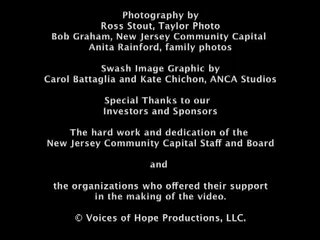 Photography by
Ross Stout, Taylor Photo
Bob Graham, New Jersey Community Capital
Anita Rainford, family photos
Swash Image Graphic by
Carol Battaglia and Kate Chichon, ANCA Studios
Special Thanks to our
Investors and Sponsors
The hard work and dedication of the
New Jersey Community Capital Staff and Board
and
the organizations who offered their support
in the making of the video.
© Voices of Hope Productions, LLC.